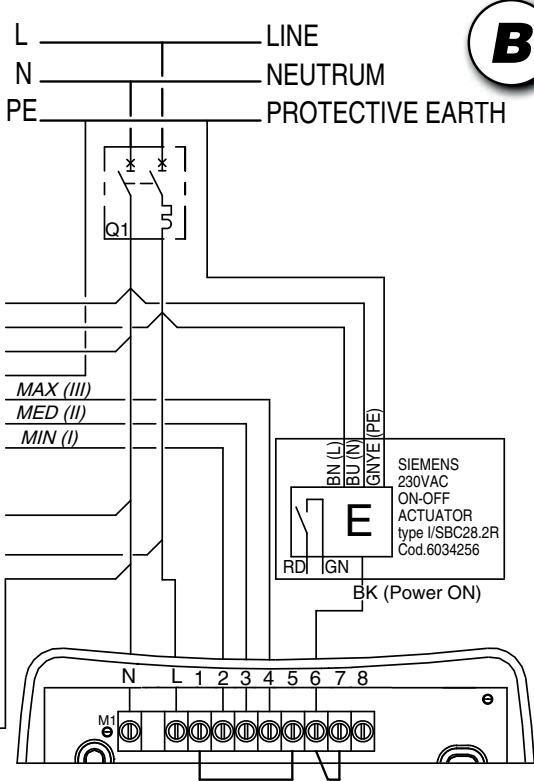 B
L LINE
N NEUTRUM
PE PROTECTIVE EARTH
Q1
MAX (III)
MED (II)
MIN (I)
BN (L)
BU (N)
GNYE (PE)
SIEMENS
230VAC
ON-OFF
ACTUATOR
type I/SBC28.2R
Cod.6034256
E
RD GN
BK (Power ON)
N L 1 2 3 4 5 6 7 8
M1